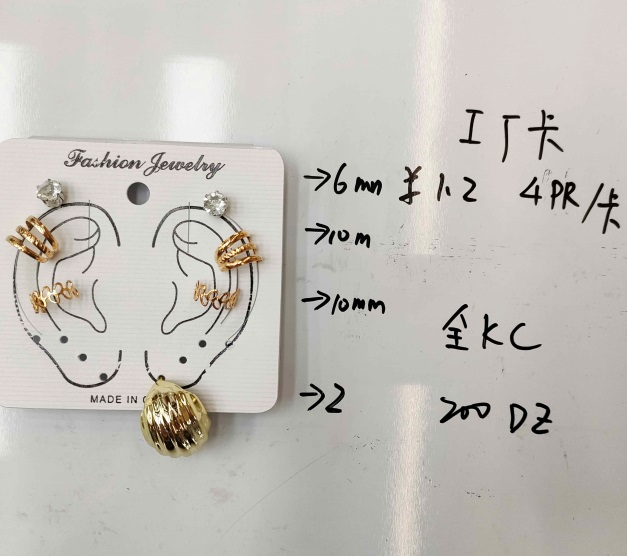 Fashion Jewelry
工厂卡
→6mm ¥1.2 4PR/卡
→10m
→10mm
全KC
MADE IN C
→2 200 DZ